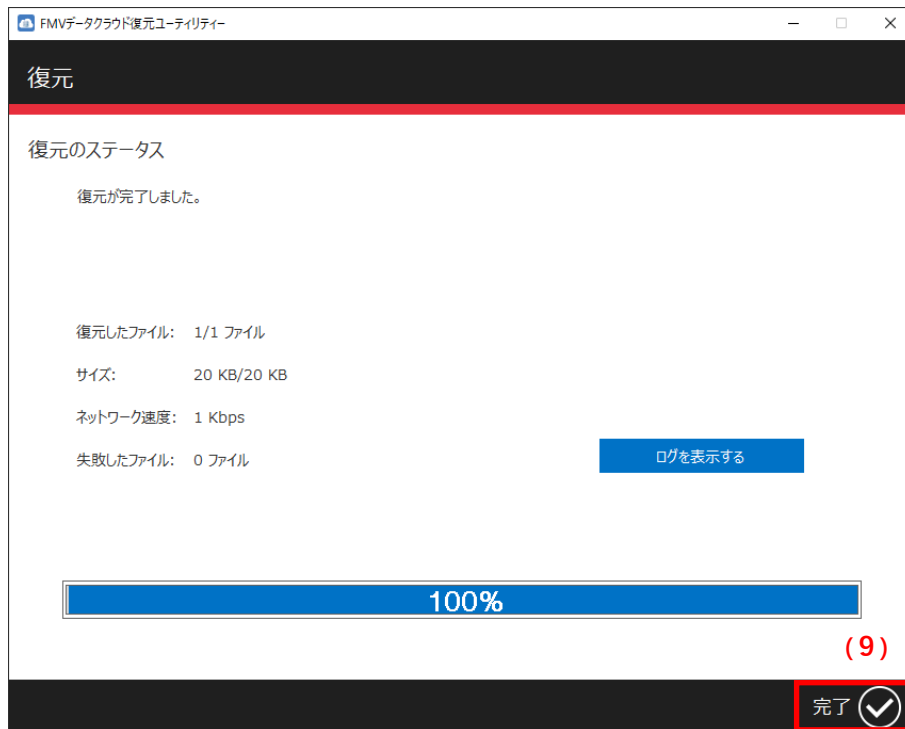 FMVデータクラウド復元ユーティリティー
復元
復元のステータス
復元が完了しました。
復元したファイル: 1/1 ファイル
サイズ: 20 KB/20 KB
ネットワーク速度: 1 Kbps
失敗したファイル: 0 ファイル
ログを表示する
100%
(9)
完了